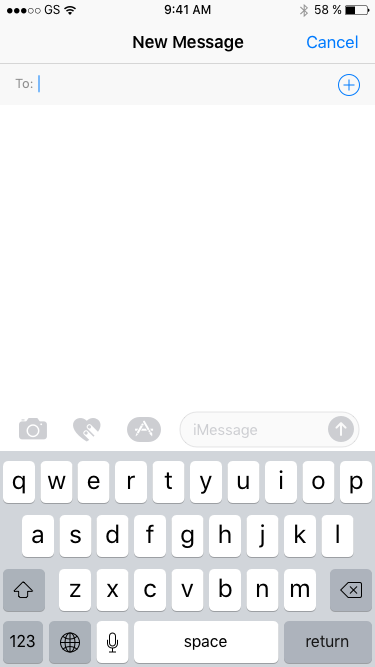 GS 9:41 AM 58 %
New Message Cancel
To:
iMessage
q w e r t y u i o p
a s d f g h j k l
z x c v b n m
123 space return